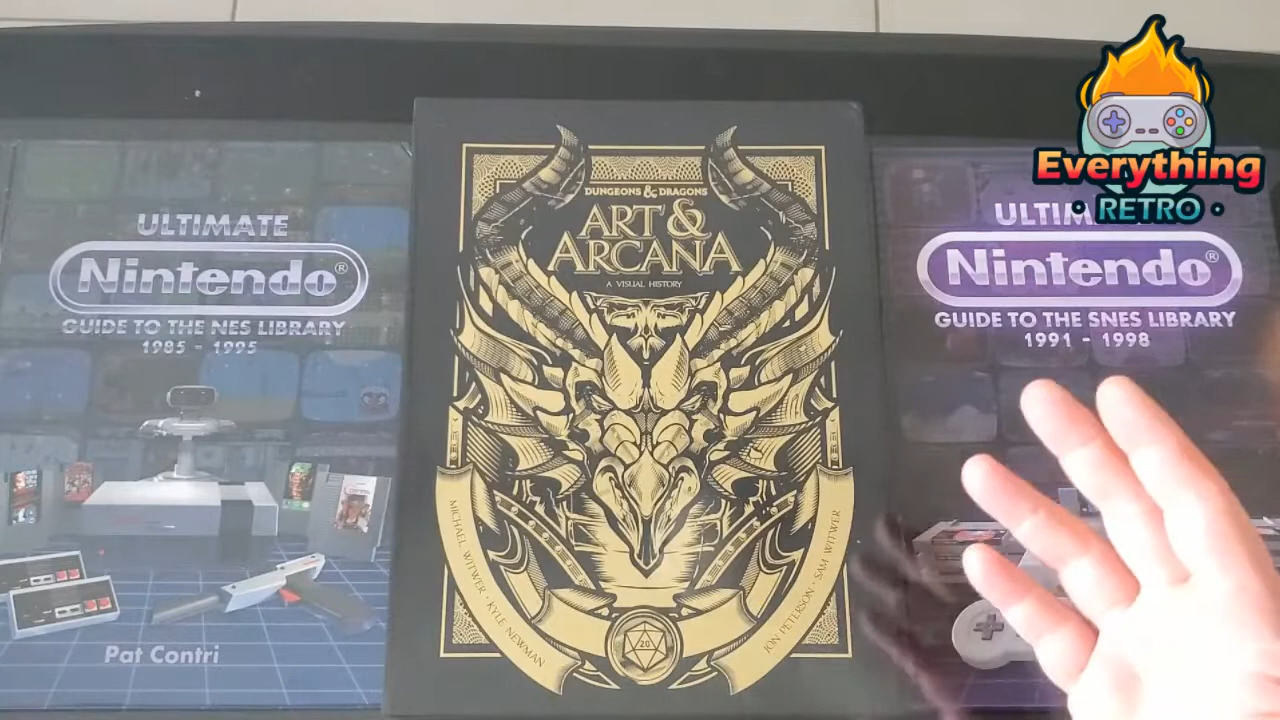 ULTIMATE
Nintendo®
GUIDE TO THE NES LIBRARY
1985 - 1995
Pat Contri
DUNGEONS & DRAGONS
ART &
ARCANA
A VISUAL HISTORY
MICHAEL WITWER · KYLE NEWMAN
JON PETERSON · SAM WITWER
20
Everything
• RETRO •
Nintendo®
GUIDE TO THE SNES LIBRARY
1991 - 1998